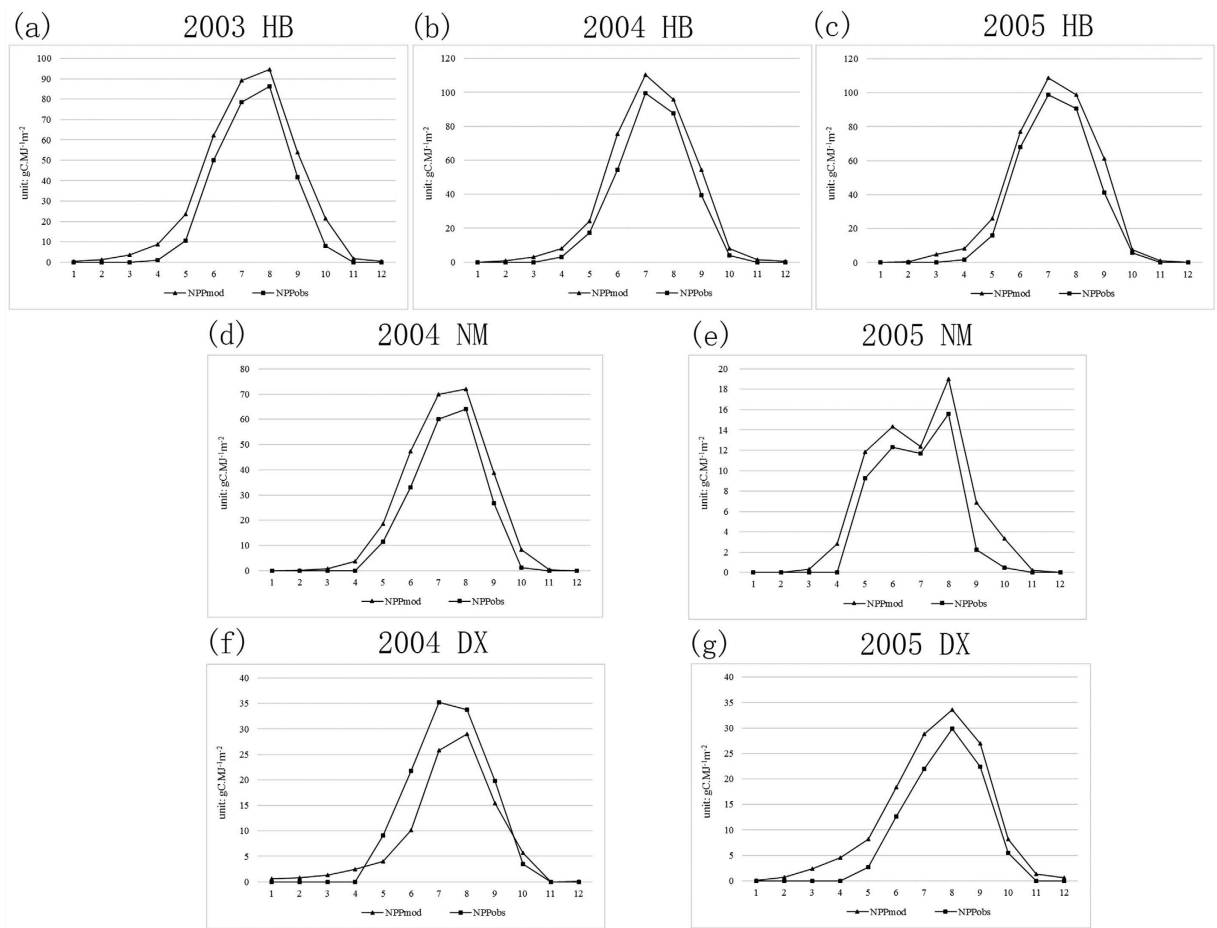 (a) 2003 HB
(b) 2004 HB
(c) 2005 HB
unit: gC.MJ⁻¹m⁻²
100
90
80
70
60
50
40
30
20
10
0
1 2 3 4 5 6 7 8 9 10 11 12
NPPmod NPPobs
unit: gC.MJ⁻¹m⁻²
120
100
80
60
40
20
0
1 2 3 4 5 6 7 8 9 10 11 12
NPPmod NPPobs
unit: gC.MJ⁻¹m⁻²
120
100
80
60
40
20
0
1 2 3 4 5 6 7 8 9 10 11 12
NPPmod NPPobs
(d) 2004 NM
(e) 2005 NM
unit: gC.MJ⁻¹m⁻²
80
70
60
50
40
30
20
10
0
1 2 3 4 5 6 7 8 9 10 11 12
NPPmod NPPobs
unit: gC.MJ⁻¹m⁻²
20
18
16
14
12
10
8
6
4
2
0
1 2 3 4 5 6 7 8 9 10 11 12
NPPmod NPPobs
(f) 2004 DX
(g) 2005 DX
unit: gC.MJ⁻¹m⁻²
40
35
30
25
20
15
10
5
0
1 2 3 4 5 6 7 8 9 10 11 12
NPPmod NPPobs
unit: gC.MJ⁻¹m⁻²
40
35
30
25
20
15
10
5
0
1 2 3 4 5 6 7 8 9 10 11 12
NPPmod NPPobs